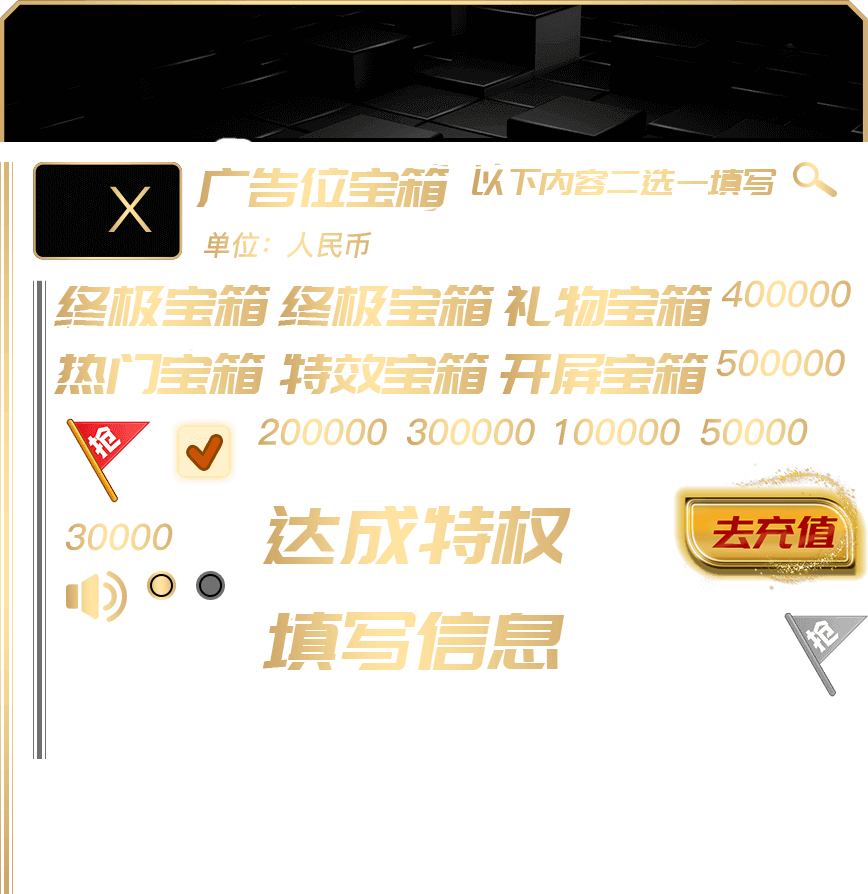 X
广告位宝箱 以下内容二选一填写
单位：人民币
终极宝箱 终极宝箱 礼物宝箱 400000
热门宝箱 特效宝箱 开屏宝箱 500000
抢 200000 300000 100000 50000
30000 达成特权 去充值
填写信息 抢